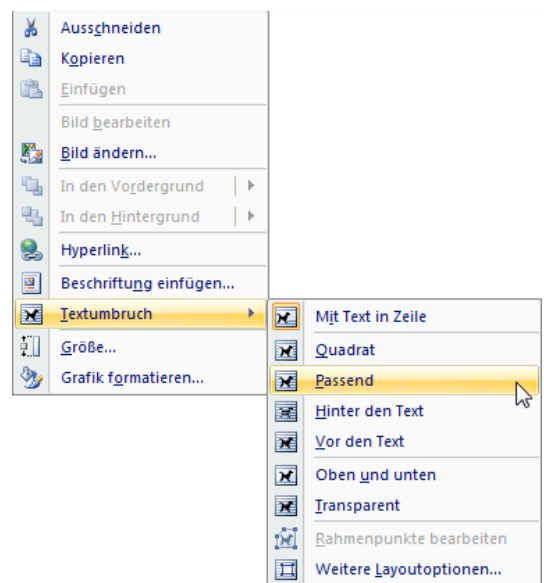 Ausschneiden
Kopieren
Einfügen
Bild bearbeiten
Bild ändern...
In den Vordergrund
In den Hintergrund
Hyperlink...
Beschriftung einfügen...
Textumbruch
Größe...
Grafik formatieren...
Mit Text in Zeile
Quadrat
Passend
Hinter den Text
Vor den Text
Oben und unten
Transparent
Rahmenpunkte bearbeiten
Weitere Layoutoptionen...